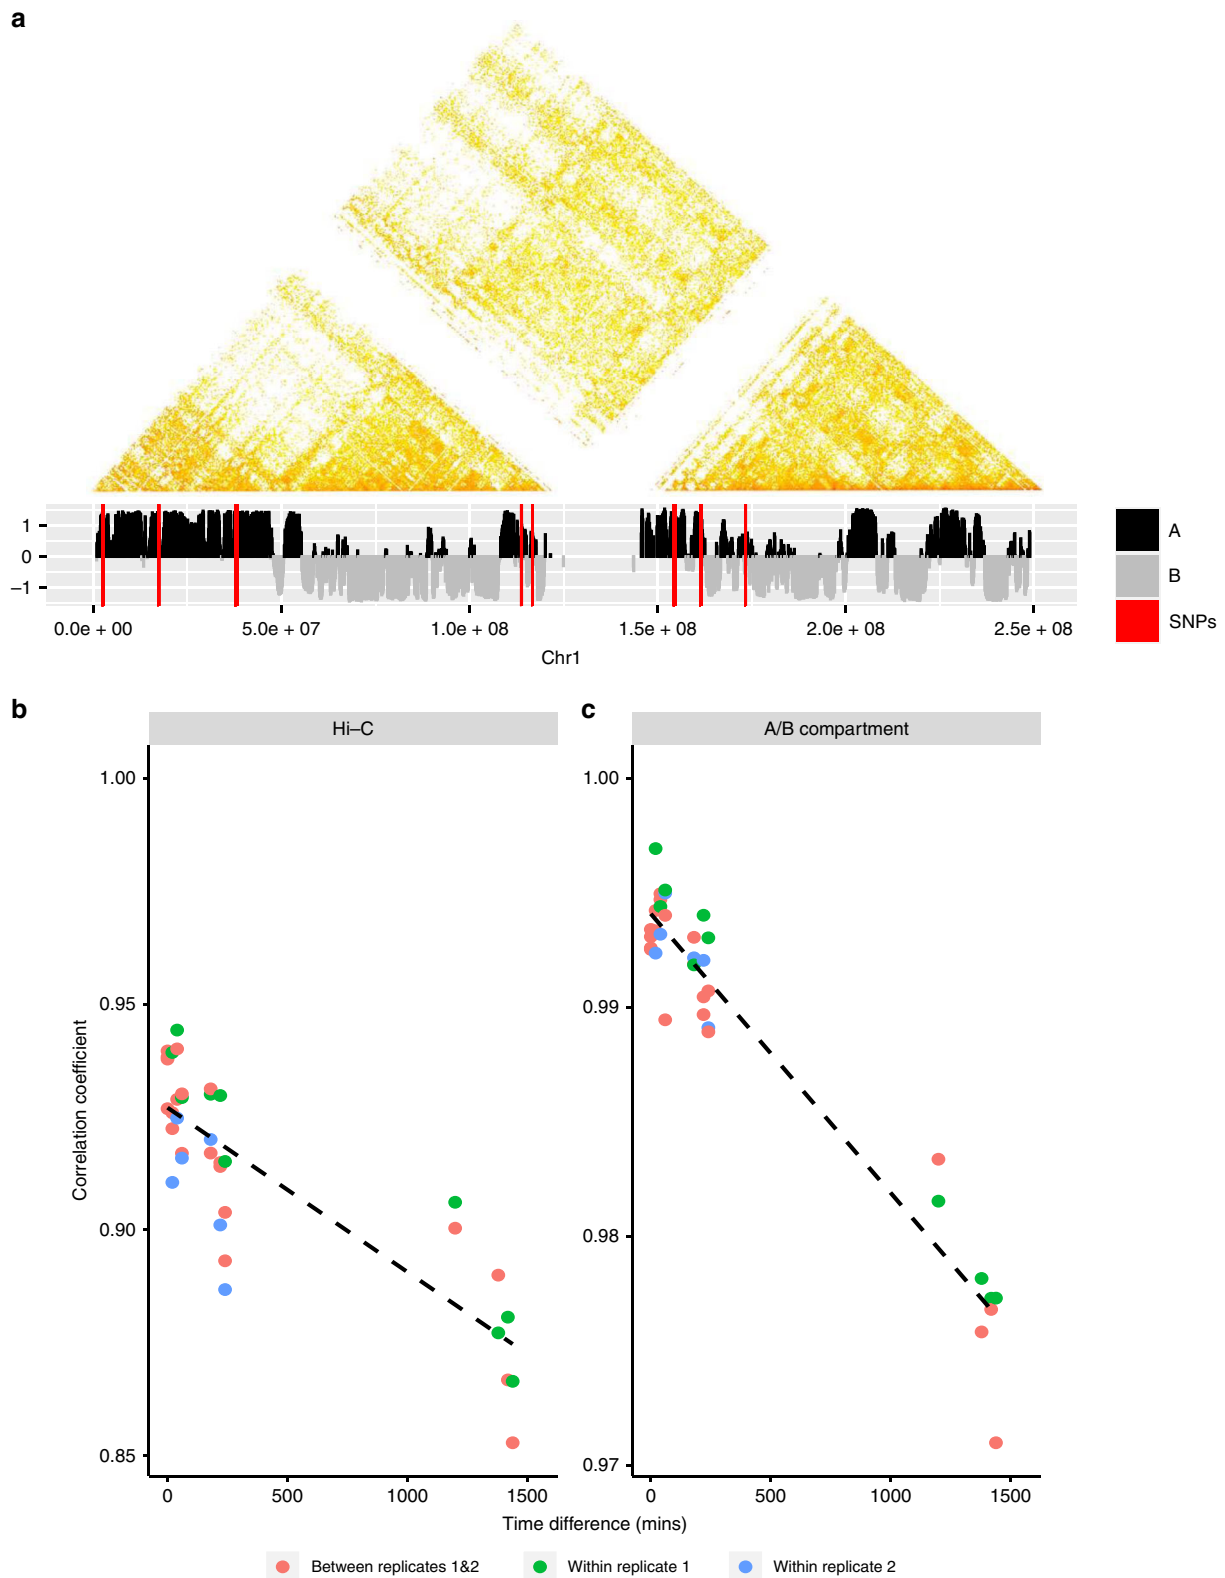 a
1
0
−1
0.0e + 00
5.0e + 07
1.0e + 08
1.5e + 08
2.0e + 08
2.5e + 08
Chr1
A
B
SNPs
b
Hi–C
1.00
0.95
0.90
0.85
Correlation coefficient
0
500
1000
1500
c
A/B compartment
1.00
0.99
0.98
0.97
0
500
1000
1500
Time difference (mins)
Between replicates 1&2
Within replicate 1
Within replicate 2